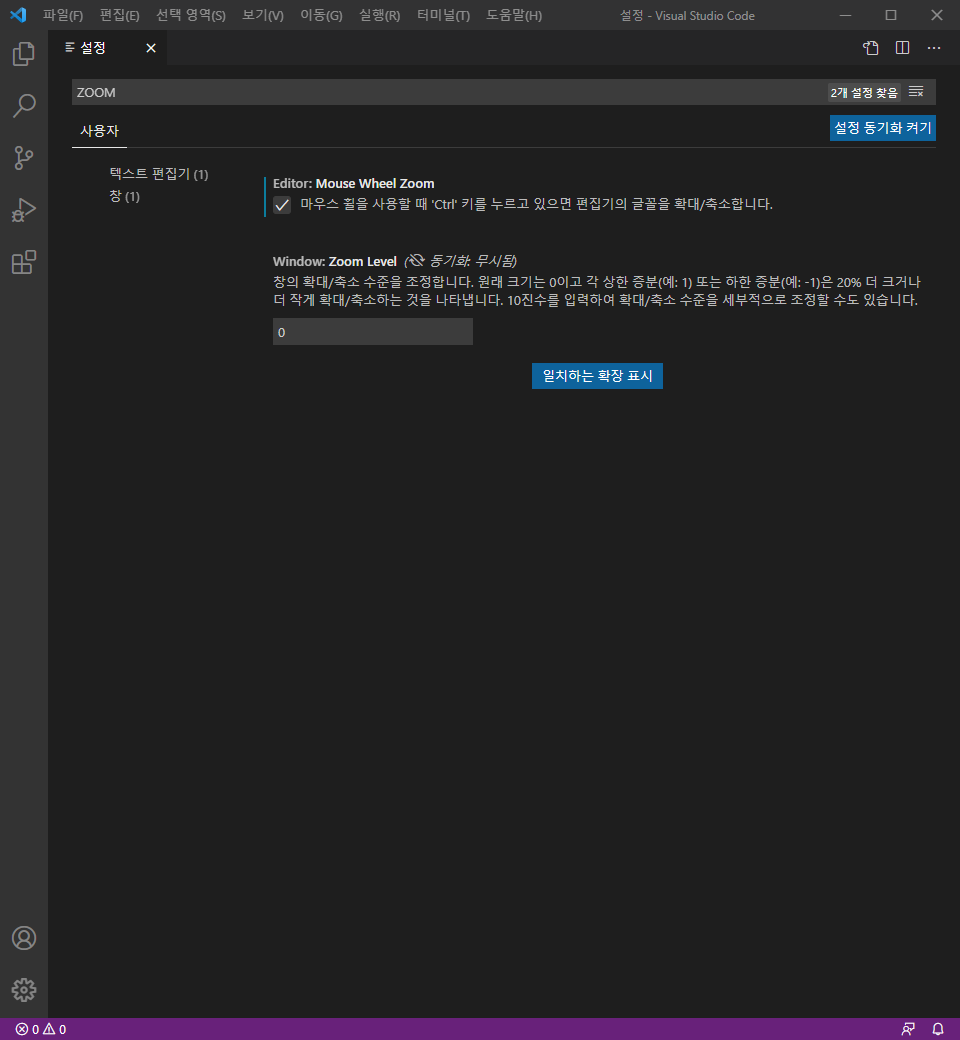 파일(F) 편집(E) 선택 영역(S) 보기(V) 이동(G) 실행(R) 터미널(T) 도움말(H) 설정 - Visual Studio Code
설정
ZOOM 2개 설정 찾음
사용자 설정 동기화 켜기
텍스트 편집기 (1)
창 (1)
Editor: Mouse Wheel Zoom
마우스 휠을 사용할 때 'Ctrl' 키를 누르고 있으면 편집기의 글꼴을 확대/축소합니다.
Window: Zoom Level (동기화: 무시됨)
창의 확대/축소 수준을 조정합니다. 원래 크기는 0이고 각 상한 증분(예: 1) 또는 하한 증분(예: -1)은 20% 더 크거나
더 작게 확대/축소하는 것을 나타냅니다. 10진수를 입력하여 확대/축소 수준을 세부적으로 조정할 수도 있습니다.
0
일치하는 확장 표시
0 0